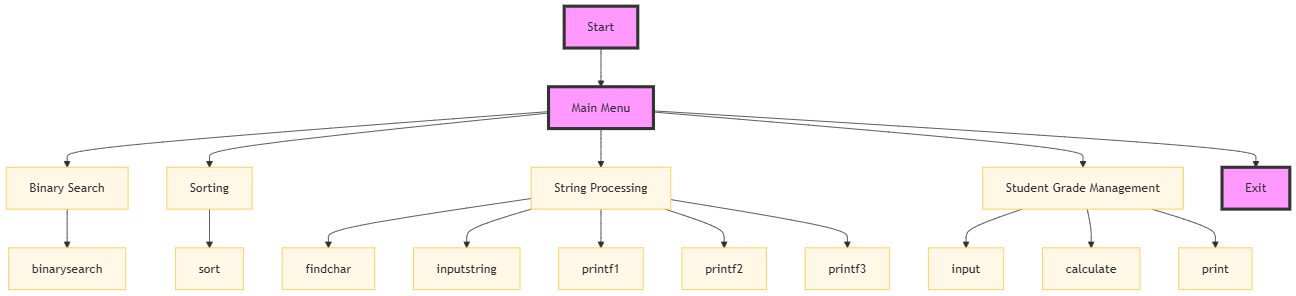 Start
Main Menu
Binary Search
Sorting
String Processing
Student Grade Management
Exit
binarysearch
sort
findchar
inputstring
printf1
printf2
printf3
input
calculate
print